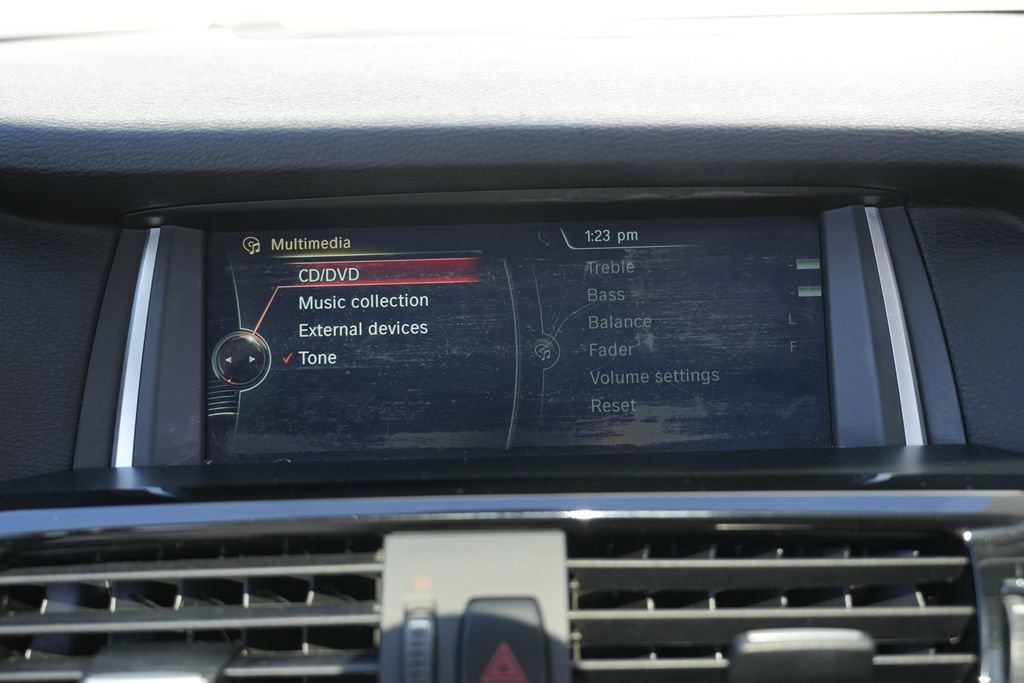 Multimedia
CD/DVD
Music collection
External devices
Tone
1:23 pm
Treble
Bass
Balance L
Fader F
Volume settings
Reset